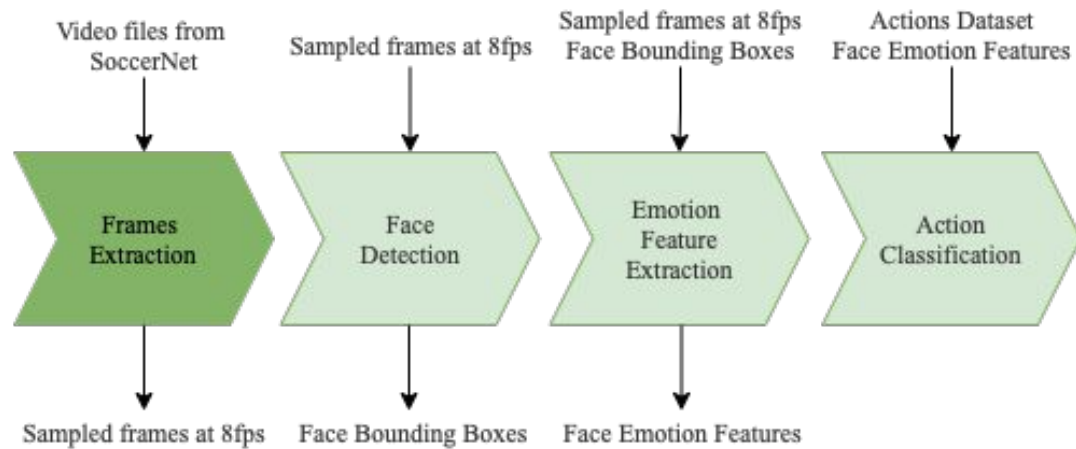 Video files from
SoccerNet
Sampled frames at 8fps
Sampled frames at 8fps
Face Bounding Boxes
Actions Dataset
Face Emotion Features
Frames
Extraction
Face
Detection
Emotion
Feature
Extraction
Action
Classification
Sampled frames at 8fps
Face Bounding Boxes
Face Emotion Features